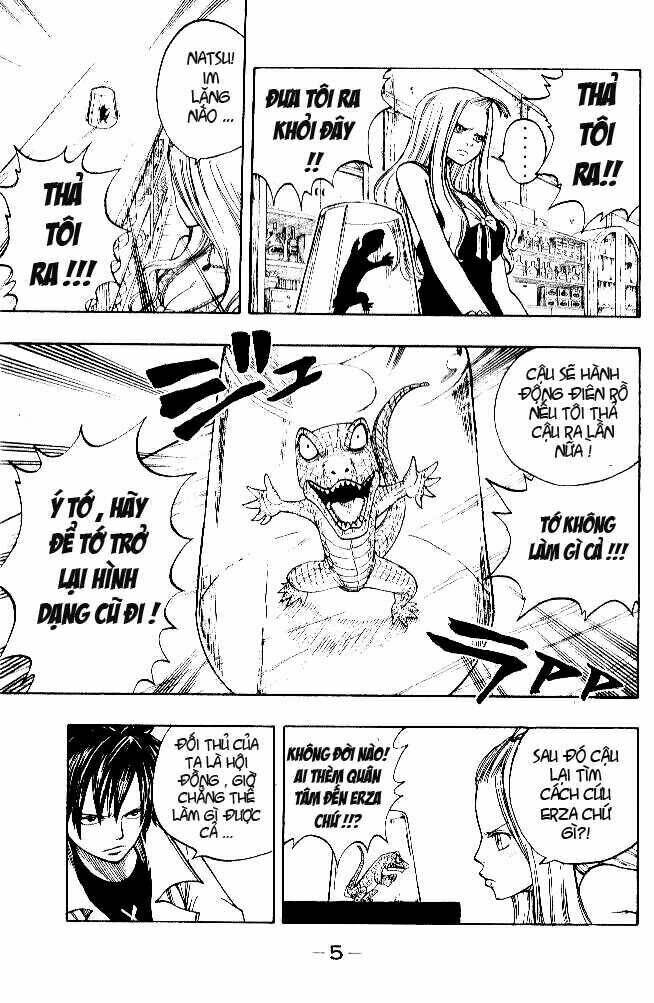 THẢ
TÔI
RA!!
ĐƯA TÔI RA
KHỎI ĐÂY
!!
NATSU!
IM
LẶNG
NÀO ...
THẢ
TÔI
RA !!!
CẬU SẼ HÀNH
ĐỘNG ĐIÊN RỒ
NẾU TÔI THẢ
CẬU RA LẦN
NỮA !
TỚ KHÔNG
LÀM GÌ CẢ !!!
Ý TỚ , HÃY
ĐỂ TỚ TRỞ
LẠI HÌNH
DẠNG CŨ ĐI !
SAU ĐÓ CẬU
LẠI TÌM
CÁCH CỨU
ERZA CHỨ
GÌ?!
KHÔNG ĐỜI NÀO!
AI THÈM QUÂN
TÂM ĐẾN ERZA
CHỨ !!?
ĐỐI THỦ CỦA
TA LÀ HỘI
ĐỒNG , GIỜ
CHẲNG THỂ
LÀM GÌ ĐƯỢC
CẢ ...
- 5 -